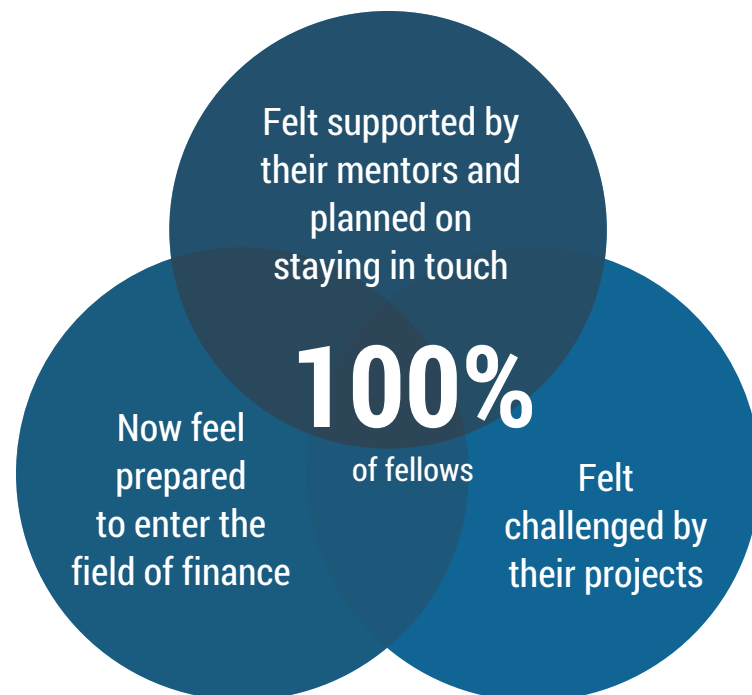 Felt supported by
their mentors and
planned on
staying in touch
100%
of fellows
Now feel
prepared
to enter the
field of finance
Felt
challenged by
their projects